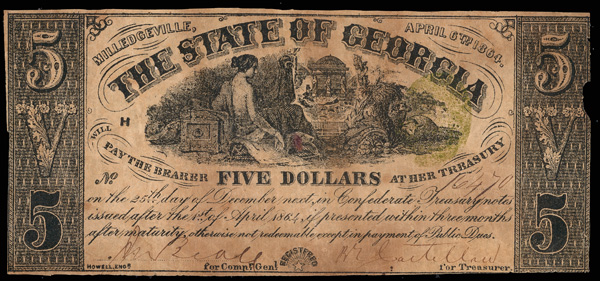 5
5
MILLEDGEVILLE, APRIL 6TH 1864.
THE STATE OF GEORGIA
H
WILL
PAY THE BEARER FIVE DOLLARS AT HER TREASURY
V
V
No
on the 25th day of December next, in Confederate Treasury notes
issued after the 1st of April 1864, if presented within three months
after maturity, otherwise not redeemable except in payment of Public Dues.
5
5
HOWELL, ENGR.
for Compt. Genl.
REGISTERED
for Treasurer.